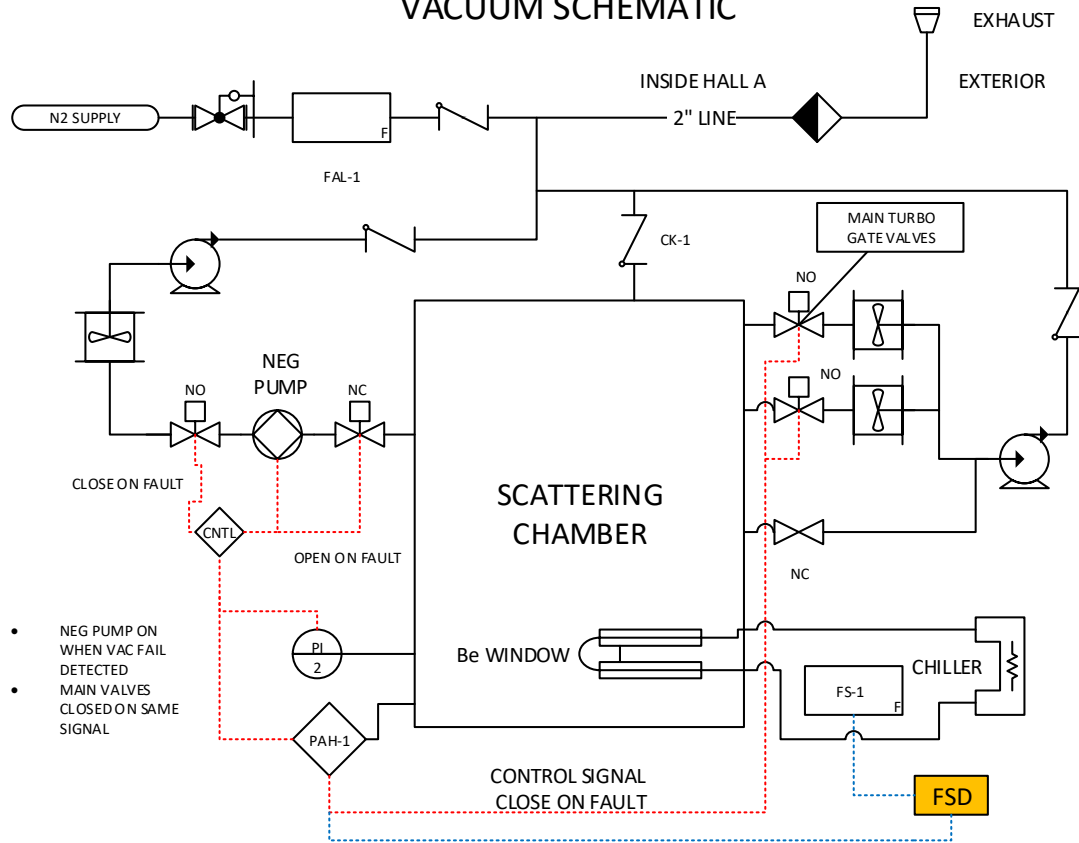 VACUUM SCHEMATIC
EXHAUST
INSIDE HALL A
EXTERIOR
N2 SUPPLY
2" LINE
F
FAL-1
MAIN TURBO
GATE VALVES
CK-1
NO
NEG
PUMP
NO
NC
NO
CLOSE ON FAULT
SCATTERING
CHAMBER
CNTL
OPEN ON FAULT
NC
• NEG PUMP ON
WHEN VAC FAIL
DETECTED
• MAIN VALVES
CLOSED ON SAME
SIGNAL
PI
2
Be WINDOW
CHILLER
FS-1
F
PAH-1
CONTROL SIGNAL
CLOSE ON FAULT
FSD